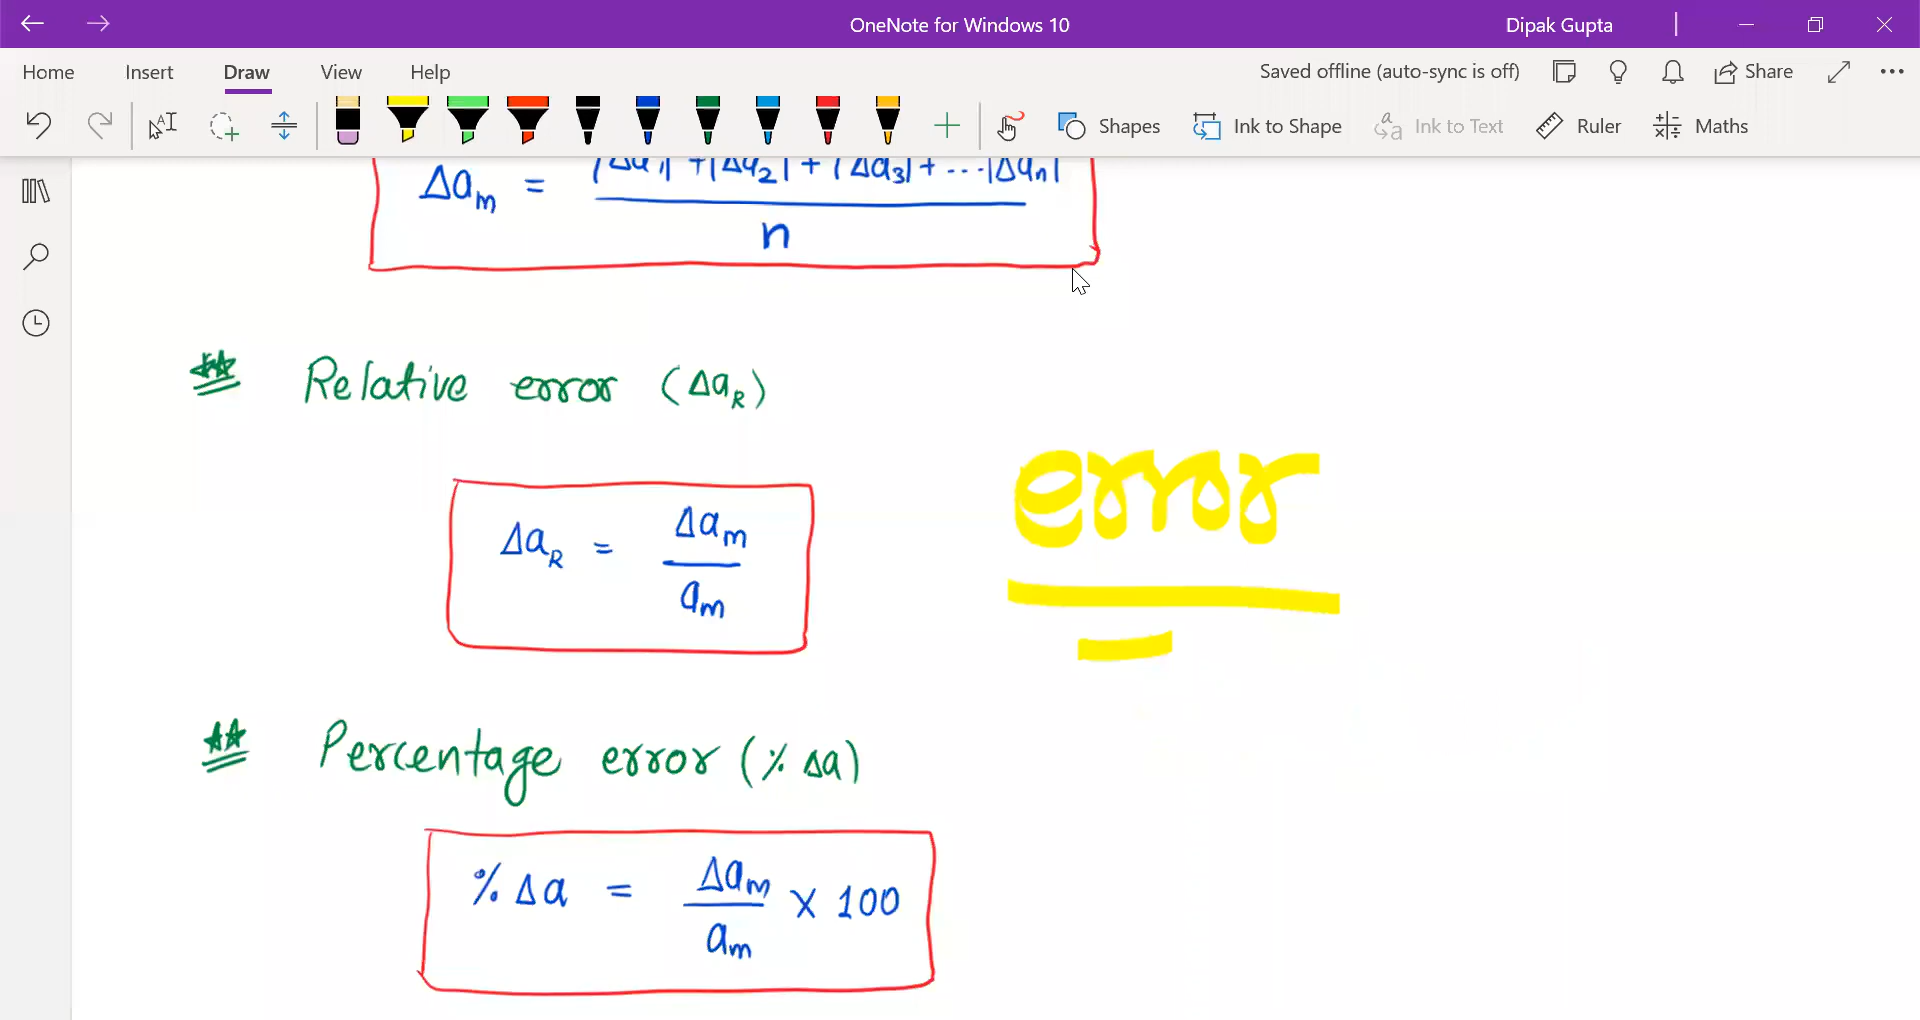 OneNote for Windows 10
Dipak Gupta
Home Insert Draw View Help
Saved offline (auto-sync is off) Share
Shapes Ink to Shape Ink to Text Ruler Maths
Δa_m = |Δa_1| + |Δa_2| + |Δa_3| + ... |Δa_n|
n
Relative error (Δa_R)
Δa_R = Δa_m
a_m
error
Percentage error (% Δa)
% Δa = Δa_m × 100
a_m